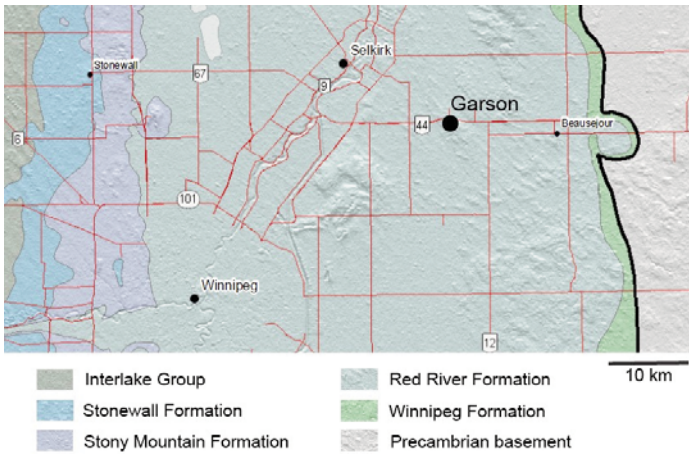 Selkirk
Stonewall
67
9
Garson
44
Beausejour
6
101
Winnipeg
12
10 km
Interlake Group
Red River Formation
Stonewall Formation
Winnipeg Formation
Stony Mountain Formation
Precambrian basement